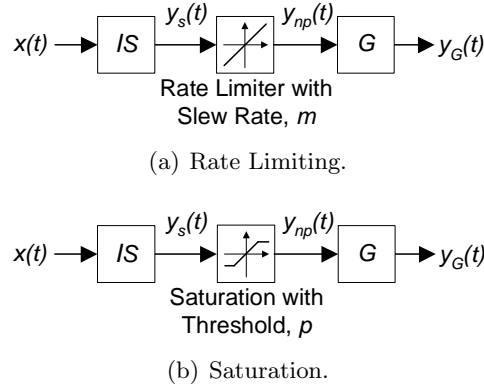 x(t) IS y_s(t) y_np(t) G y_G(t)
Rate Limiter with
Slew Rate, m
(a) Rate Limiting.
x(t) IS y_s(t) y_np(t) G y_G(t)
Saturation with
Threshold, p
(b) Saturation.